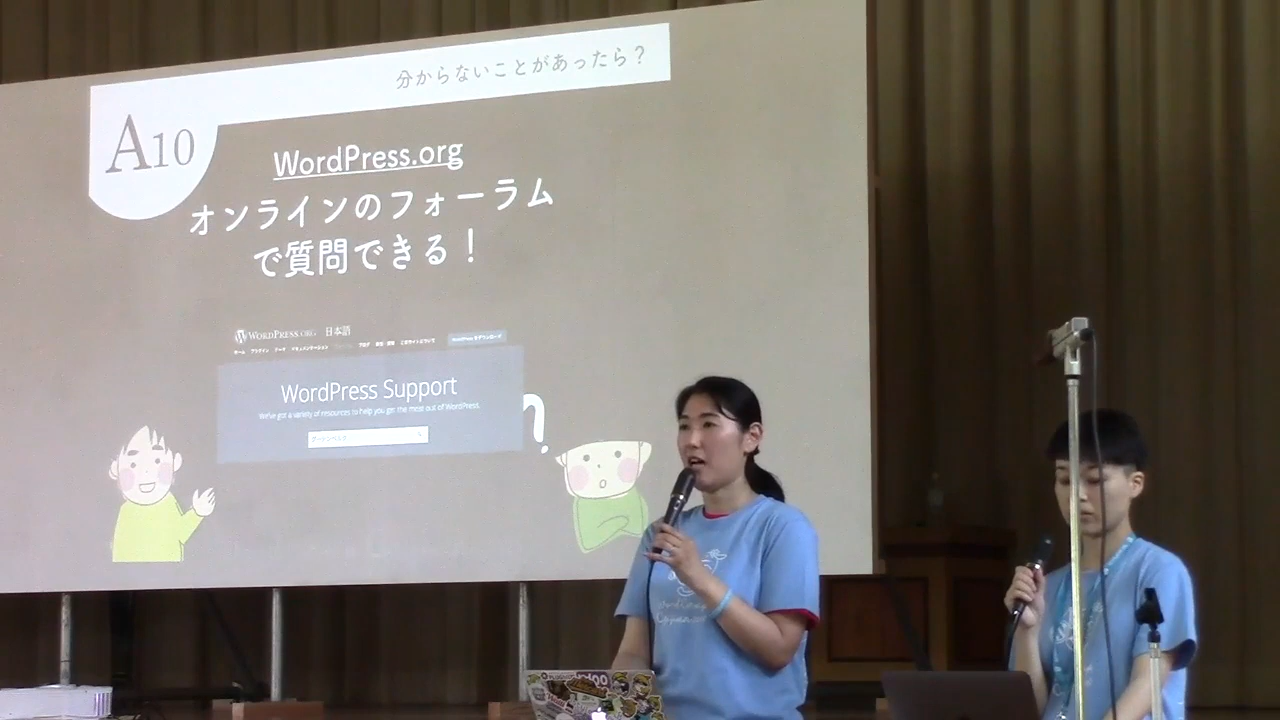 分からないことがあったら？
A10
WordPress.org
オンラインのフォーラム
で質問できる！
WORDPRESS.ORG 日本語
WordPress Support
We've got a variety of resources to help you get the most out of WordPress.
?